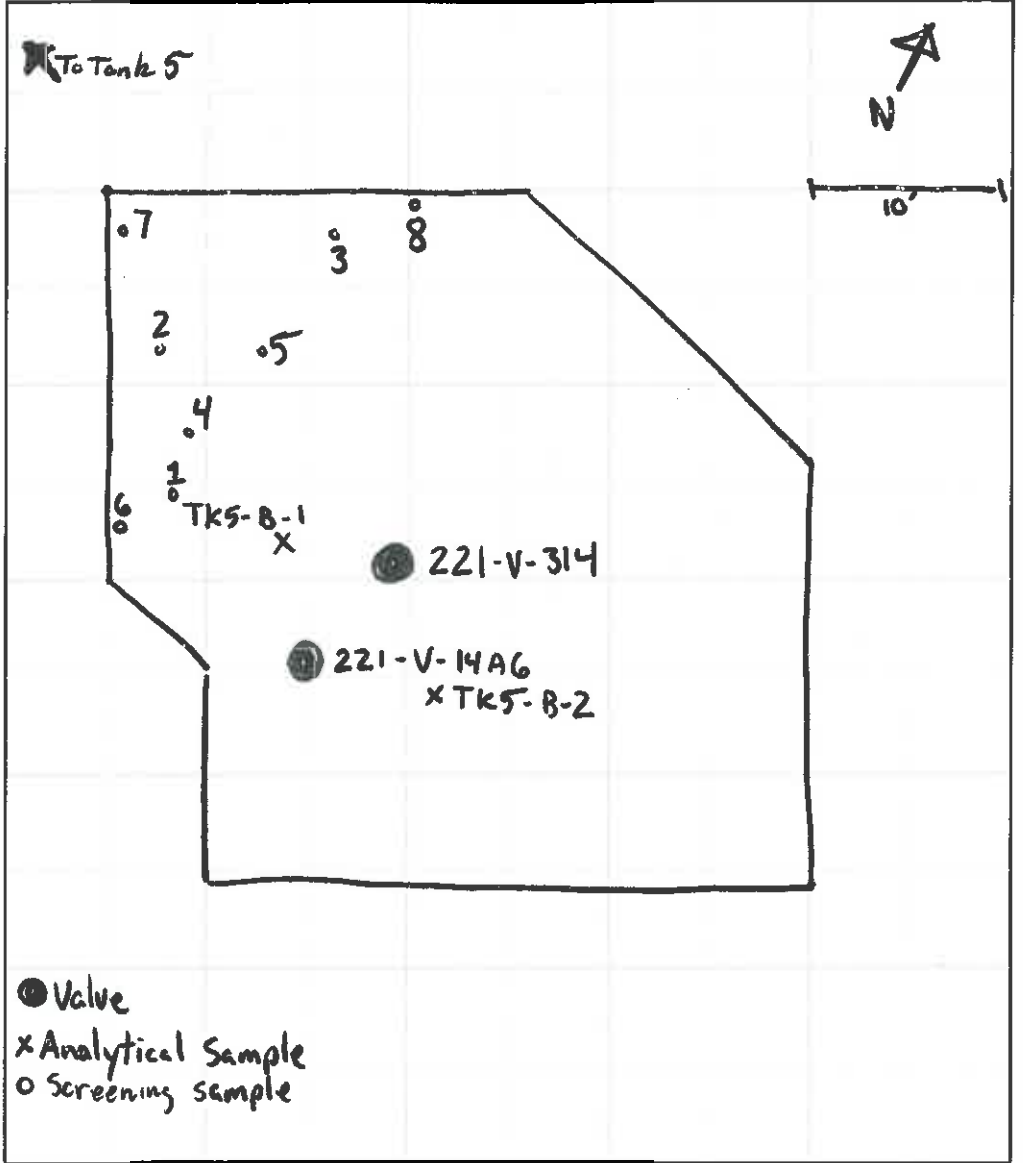 To Tank 5
N
10'
7
8
3
2
5
4
1
6
TK5-B-1
221-V-314
221-V-14A6
x TK5-B-2
Valve
x Analytical Sample
o Screening sample